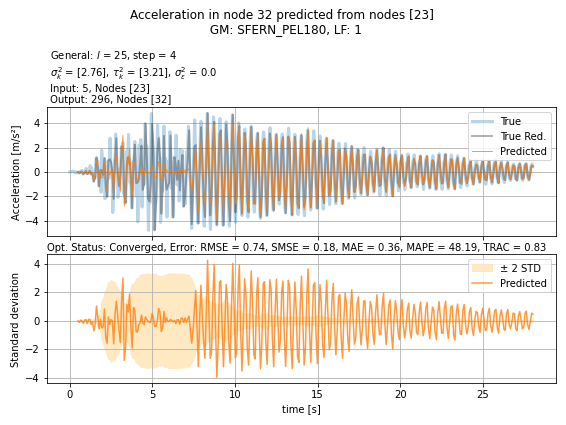 Acceleration in node 32 predicted from nodes [23]
GM: SFERN_PEL180, LF: 1
General: l = 25, step = 4
σ²ₖ = [2.76], τ²ₖ = [3.21], σ²ε = 0.0
Input: 5, Nodes [23]
Output: 296, Nodes [32]
True
True Red.
Predicted
Acceleration [m/s²]
4
2
0
−2
−4
Opt. Status: Converged, Error: RMSE = 0.74, SMSE = 0.18, MAE = 0.36, MAPE = 48.19, TRAC = 0.83
± 2 STD
Predicted
Standard deviation
4
2
0
−2
−4
0 5 10 15 20 25
time [s]